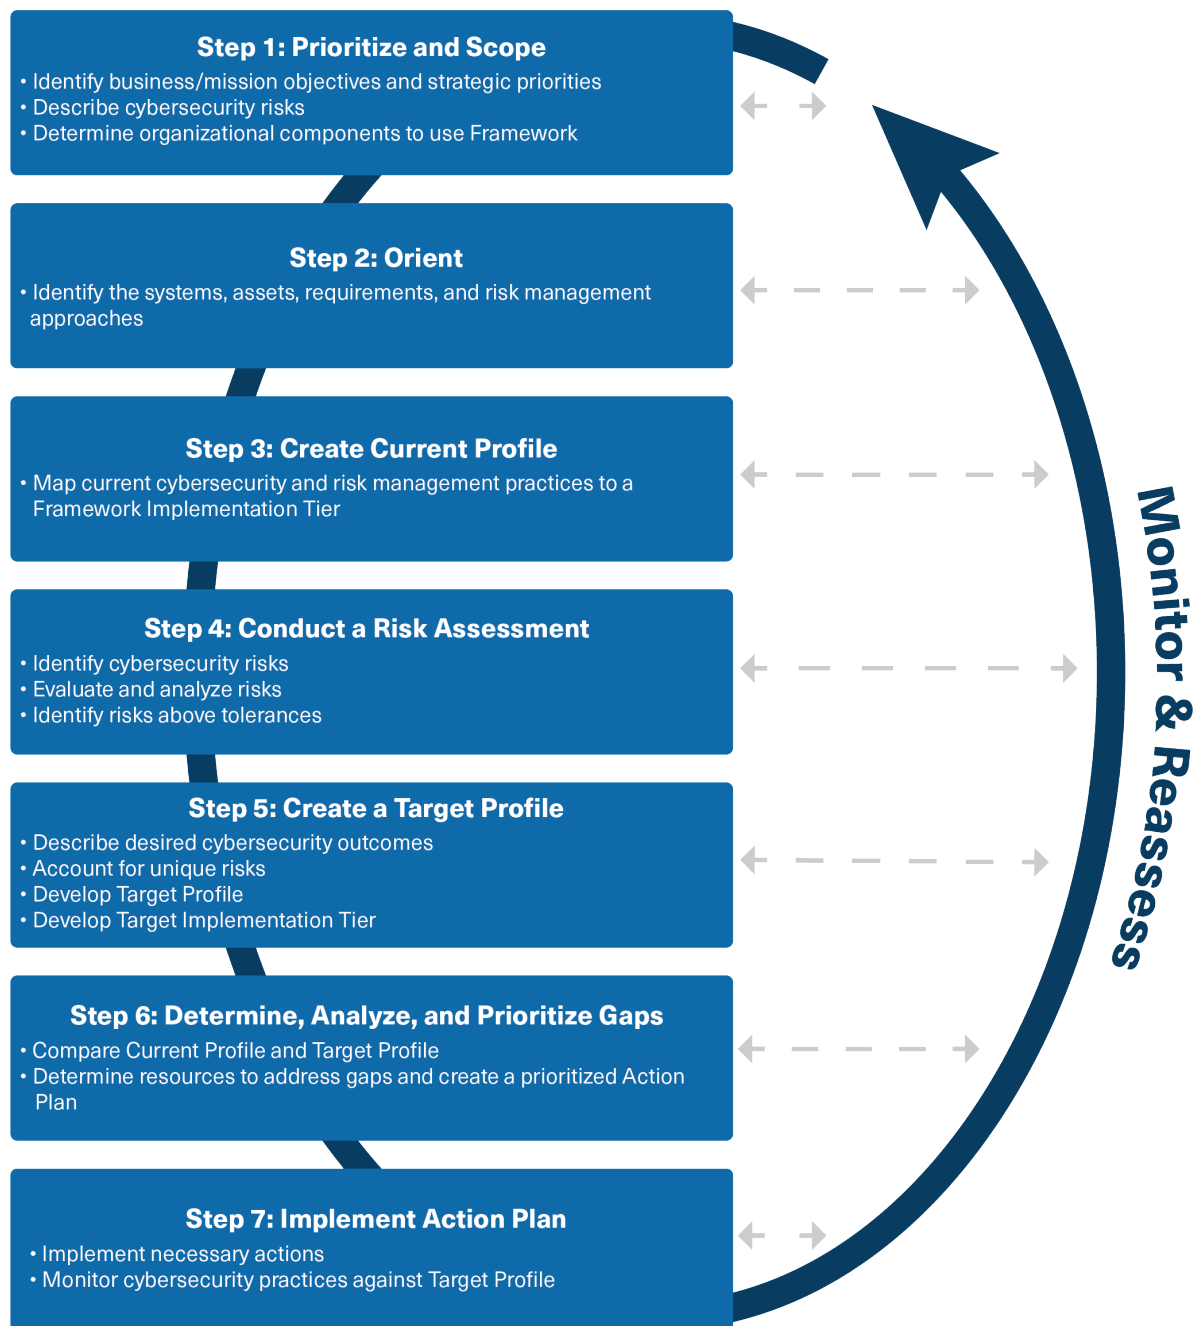 Step 1: Prioritize and Scope
• Identify business/mission objectives and strategic priorities
• Describe cybersecurity risks
• Determine organizational components to use Framework
Step 2: Orient
• Identify the systems, assets, requirements, and risk management
approaches
Step 3: Create Current Profile
• Map current cybersecurity and risk management practices to a
Framework Implementation Tier
Step 4: Conduct a Risk Assessment
• Identify cybersecurity risks
• Evaluate and analyze risks
• Identify risks above tolerances
Step 5: Create a Target Profile
• Describe desired cybersecurity outcomes
• Account for unique risks
• Develop Target Profile
• Develop Target Implementation Tier
Step 6: Determine, Analyze, and Prioritize Gaps
• Compare Current Profile and Target Profile
• Determine resources to address gaps and create a prioritized Action
Plan
Step 7: Implement Action Plan
• Implement necessary actions
• Monitor cybersecurity practices against Target Profile
Monitor & Reassess